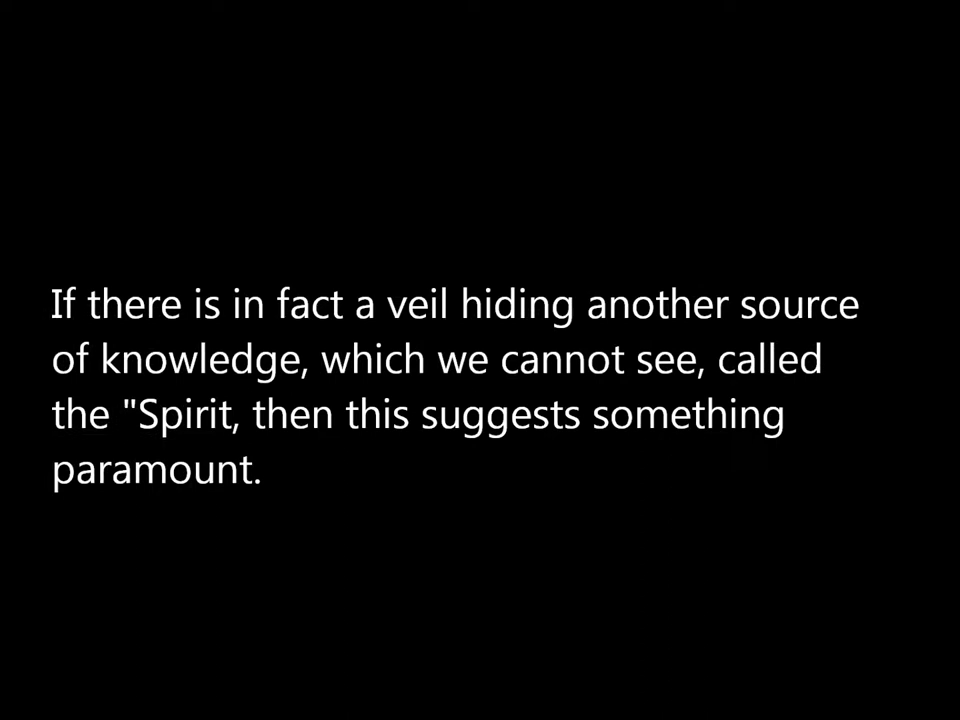 If there is in fact a veil hiding another source
of knowledge, which we cannot see, called
the "Spirit, then this suggests something
paramount.